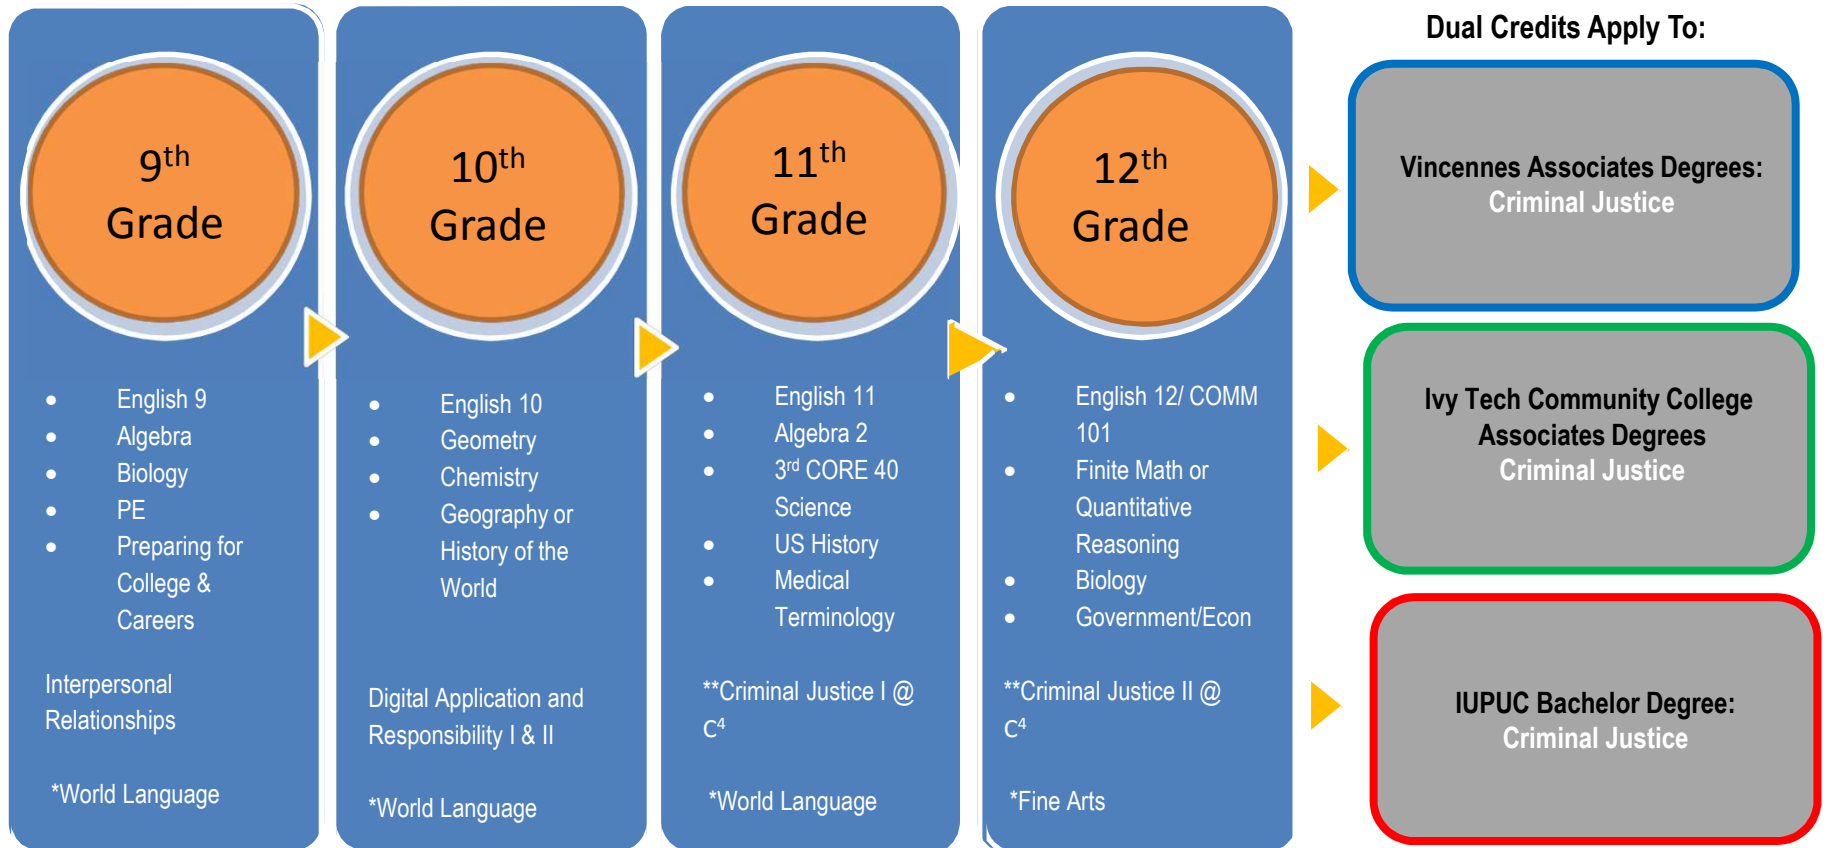 9th
Grade
• English 9
• Algebra
• Biology
• PE
• Preparing for
College &
Careers
Interpersonal
Relationships
*World Language
10th
Grade
• English 10
• Geometry
• Chemistry
• Geography or
History of the
World
Digital Application and
Responsibility I & II
*World Language
11th
Grade
• English 11
• Algebra 2
• 3rd CORE 40
Science
• US History
• Medical
Terminology
**Criminal Justice I @
C4
*World Language
12th
Grade
• English 12/ COMM
101
• Finite Math or
Quantitative
Reasoning
• Biology
• Government/Econ
**Criminal Justice II @
C4
*Fine Arts
Dual Credits Apply To:
Vincennes Associates Degrees:
Criminal Justice
Ivy Tech Community College
Associates Degrees
Criminal Justice
IUPUC Bachelor Degree:
Criminal Justice